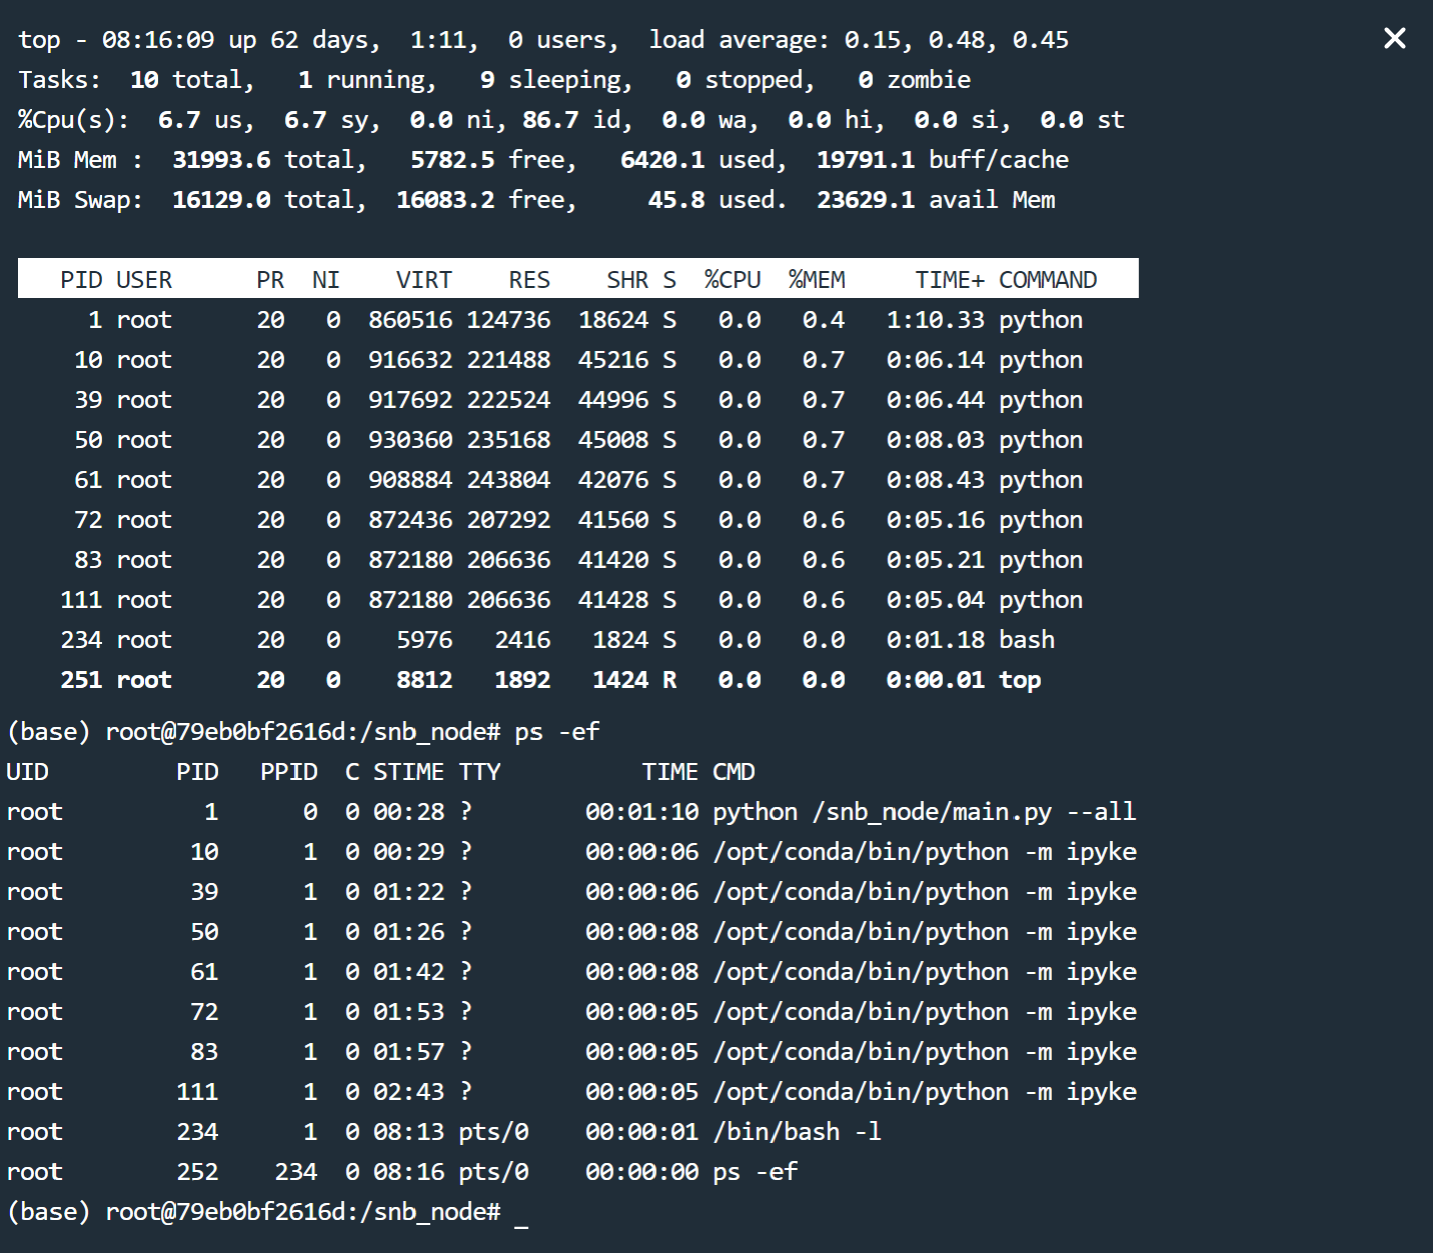 top - 08:16:09 up 62 days,  1:11,  0 users,  load average: 0.15, 0.48, 0.45
Tasks:  10 total,   1 running,   9 sleeping,   0 stopped,   0 zombie
%Cpu(s):  6.7 us,  6.7 sy,  0.0 ni, 86.7 id,  0.0 wa,  0.0 hi,  0.0 si,  0.0 st
MiB Mem :  31993.6 total,   5782.5 free,   6420.1 used,  19791.1 buff/cache
MiB Swap:  16129.0 total,  16083.2 free,     45.8 used.  23629.1 avail Mem
   PID USER      PR  NI    VIRT    RES    SHR S  %CPU  %MEM     TIME+ COMMAND
     1 root      20   0  860516 124736  18624 S   0.0   0.4   1:10.33 python
    10 root      20   0  916632 221488  45216 S   0.0   0.7   0:06.14 python
    39 root      20   0  917692 222524  44996 S   0.0   0.7   0:06.44 python
    50 root      20   0  930360 235168  45008 S   0.0   0.7   0:08.03 python
    61 root      20   0  908884 243804  42076 S   0.0   0.7   0:08.43 python
    72 root      20   0  872436 207292  41560 S   0.0   0.6   0:05.16 python
    83 root      20   0  872180 206636  41420 S   0.0   0.6   0:05.21 python
   111 root      20   0  872180 206636  41428 S   0.0   0.6   0:05.04 python
   234 root      20   0    5976   2416   1824 S   0.0   0.0   0:01.18 bash
   251 root      20   0    8812   1892   1424 R   0.0   0.0   0:00.01 top
(base) root@79eb0bf2616d:/snb_node# ps -ef
UID         PID   PPID  C STIME TTY          TIME CMD
root          1      0  0 00:28 ?        00:01:10 python /snb_node/main.py --all
root         10      1  0 00:29 ?        00:00:06 /opt/conda/bin/python -m ipyke
root         39      1  0 01:22 ?        00:00:06 /opt/conda/bin/python -m ipyke
root         50      1  0 01:26 ?        00:00:08 /opt/conda/bin/python -m ipyke
root         61      1  0 01:42 ?        00:00:08 /opt/conda/bin/python -m ipyke
root         72      1  0 01:53 ?        00:00:05 /opt/conda/bin/python -m ipyke
root         83      1  0 01:57 ?        00:00:05 /opt/conda/bin/python -m ipyke
root        111      1  0 02:43 ?        00:00:05 /opt/conda/bin/python -m ipyke
root        234      1  0 08:13 pts/0    00:00:01 /bin/bash -l
root        252    234  0 08:16 pts/0    00:00:00 ps -ef
(base) root@79eb0bf2616d:/snb_node# _